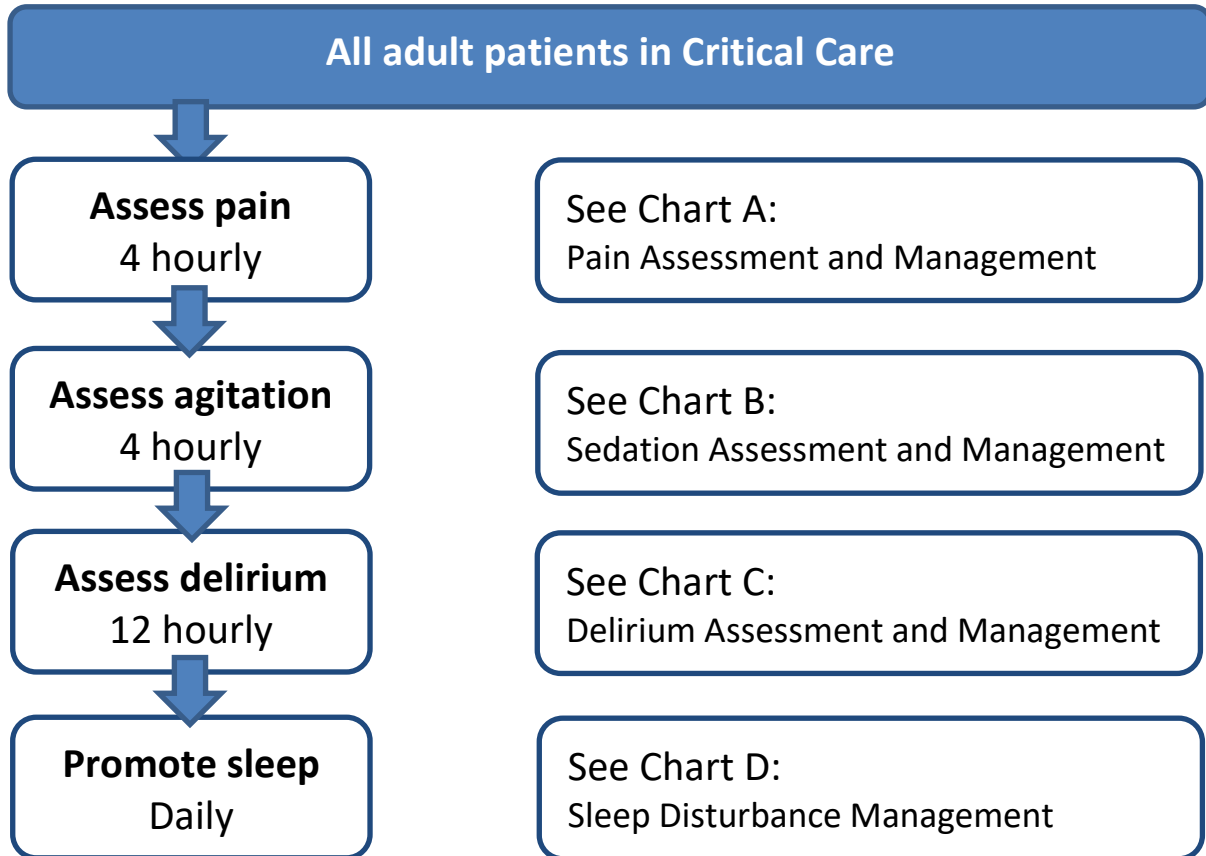 All adult patients in Critical Care
Assess pain
4 hourly
See Chart A:
Pain Assessment and Management
Assess agitation
4 hourly
See Chart B:
Sedation Assessment and Management
Assess delirium
12 hourly
See Chart C:
Delirium Assessment and Management
Promote sleep
Daily
See Chart D:
Sleep Disturbance Management